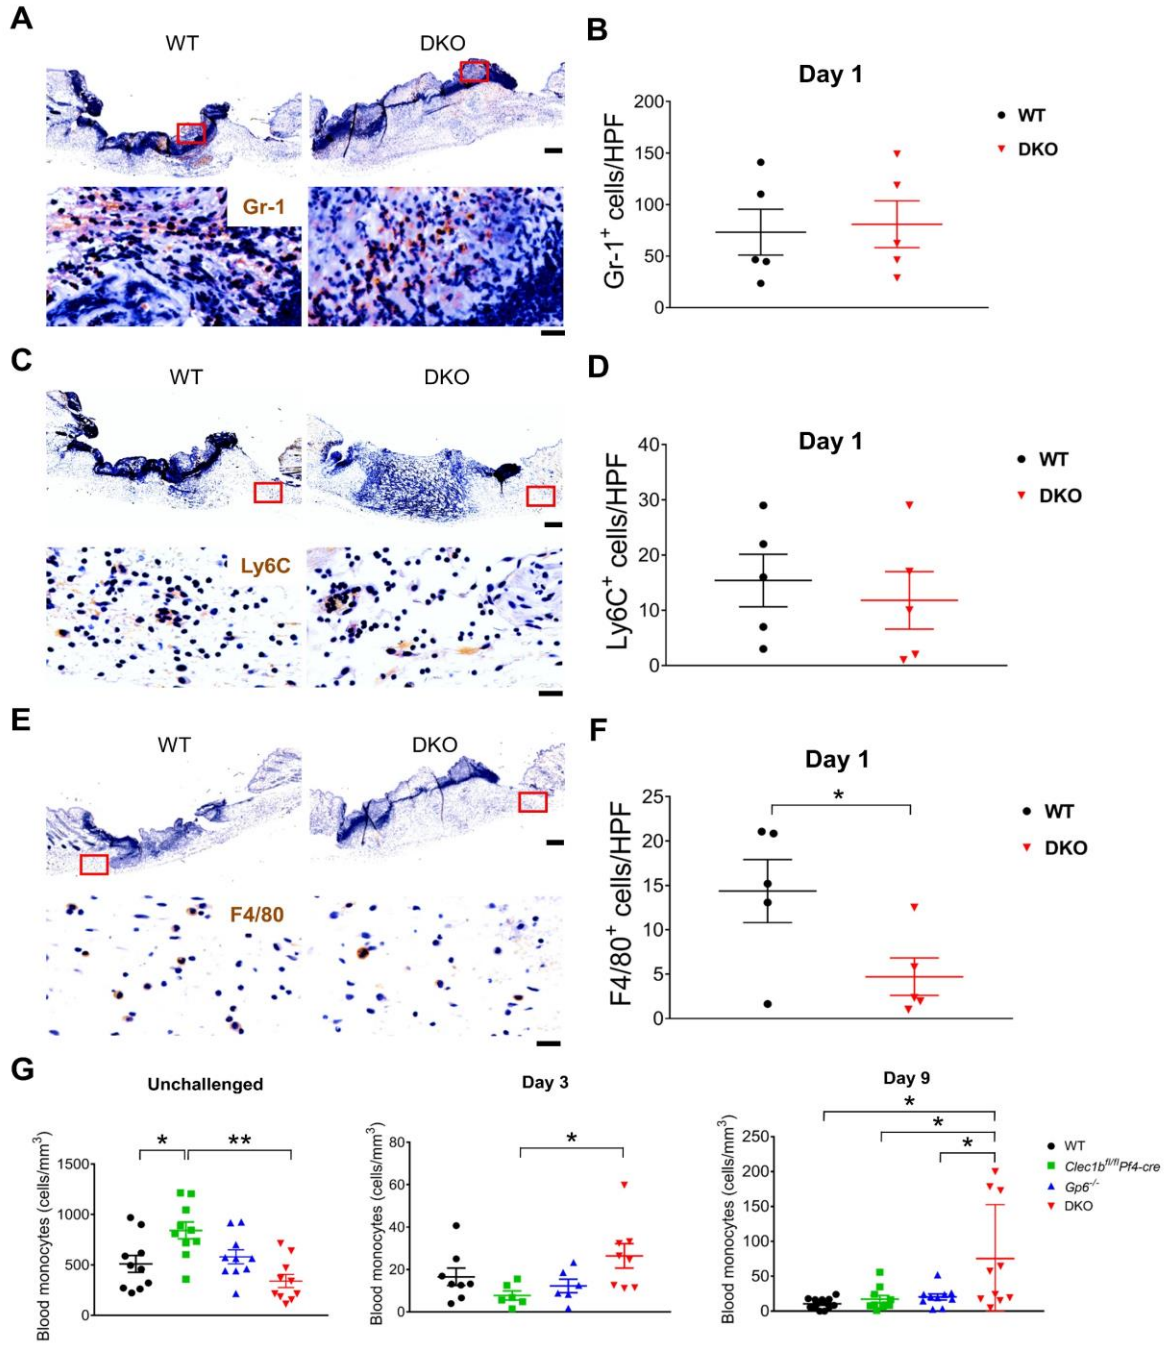 A
WT
DKO
Gr-1
B
Day 1
Gr-1+ cells/HPF
200
150
100
50
0
WT
DKO
C
WT
DKO
Ly6C
D
Day 1
Ly6C+ cells/HPF
40
30
20
10
0
WT
DKO
E
WT
DKO
F4/80
F
Day 1
*
F4/80+ cells/HPF
25
20
15
10
5
0
WT
DKO
G
Unchallenged
* **
Blood monocytes (cells/mm3)
1500
1000
500
0
Day 3
*
Blood monocytes (cells/mm3)
80
60
40
20
0
Day 9
*
*
*
Blood monocytes (cells/mm3)
250
200
150
100
50
0
WT
Clec1bfl/flPf4-cre
Gp6-/-
DKO